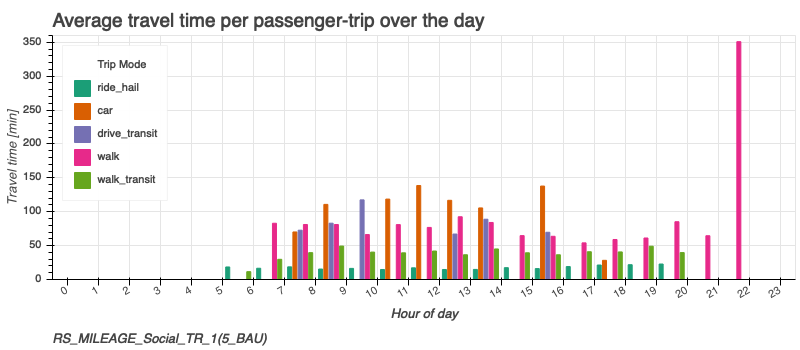 Average travel time per passenger-trip over the day
Travel time [min]
350
300
250
200
150
100
50
0
Trip Mode
ride_hail
car
drive_transit
walk
walk_transit
0 1 2 3 4 5 6 7 8 9 10 11 12 13 14 15 16 17 18 19 20 21 22 23
Hour of day
RS_MILEAGE_Social_TR_1(5_BAU)